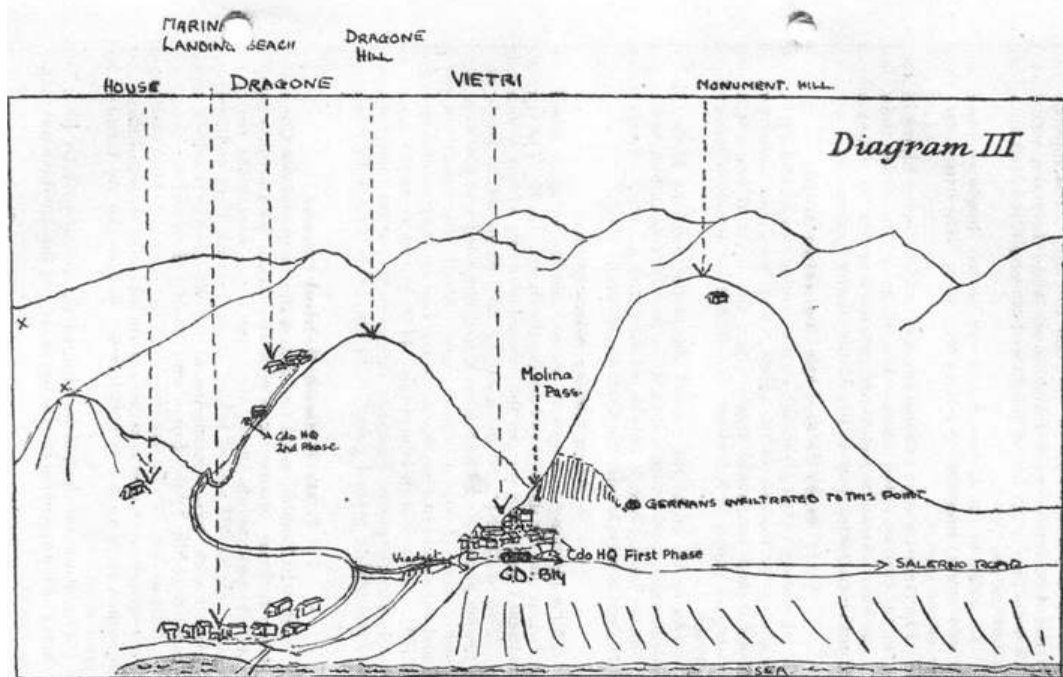 MARINE
LANDING BEACH
DRAGONE
HILL
HOUSE
DRAGONE
VIETRI
MONUMENT. HILL
Diagram III
Molina
Pass
Cdo HQ
2nd Phase
GERMANS INFILTRATED TO THIS POINT
Viaduct
Cdo HQ First Phase
C.D. Bty
SALERNO ROAD
SEA